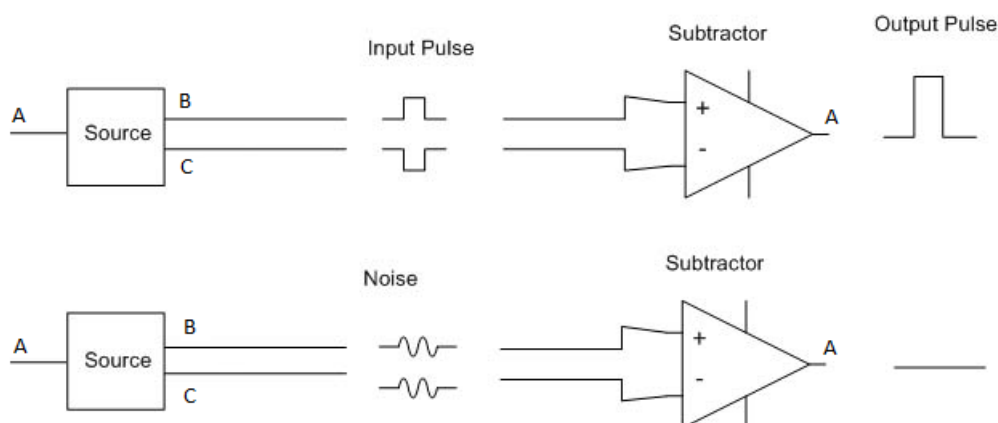 Output Pulse
Subtractor
Input Pulse
A
Source
B
C
+
-
A
Subtractor
Noise
A
Source
B
C
+
-
A